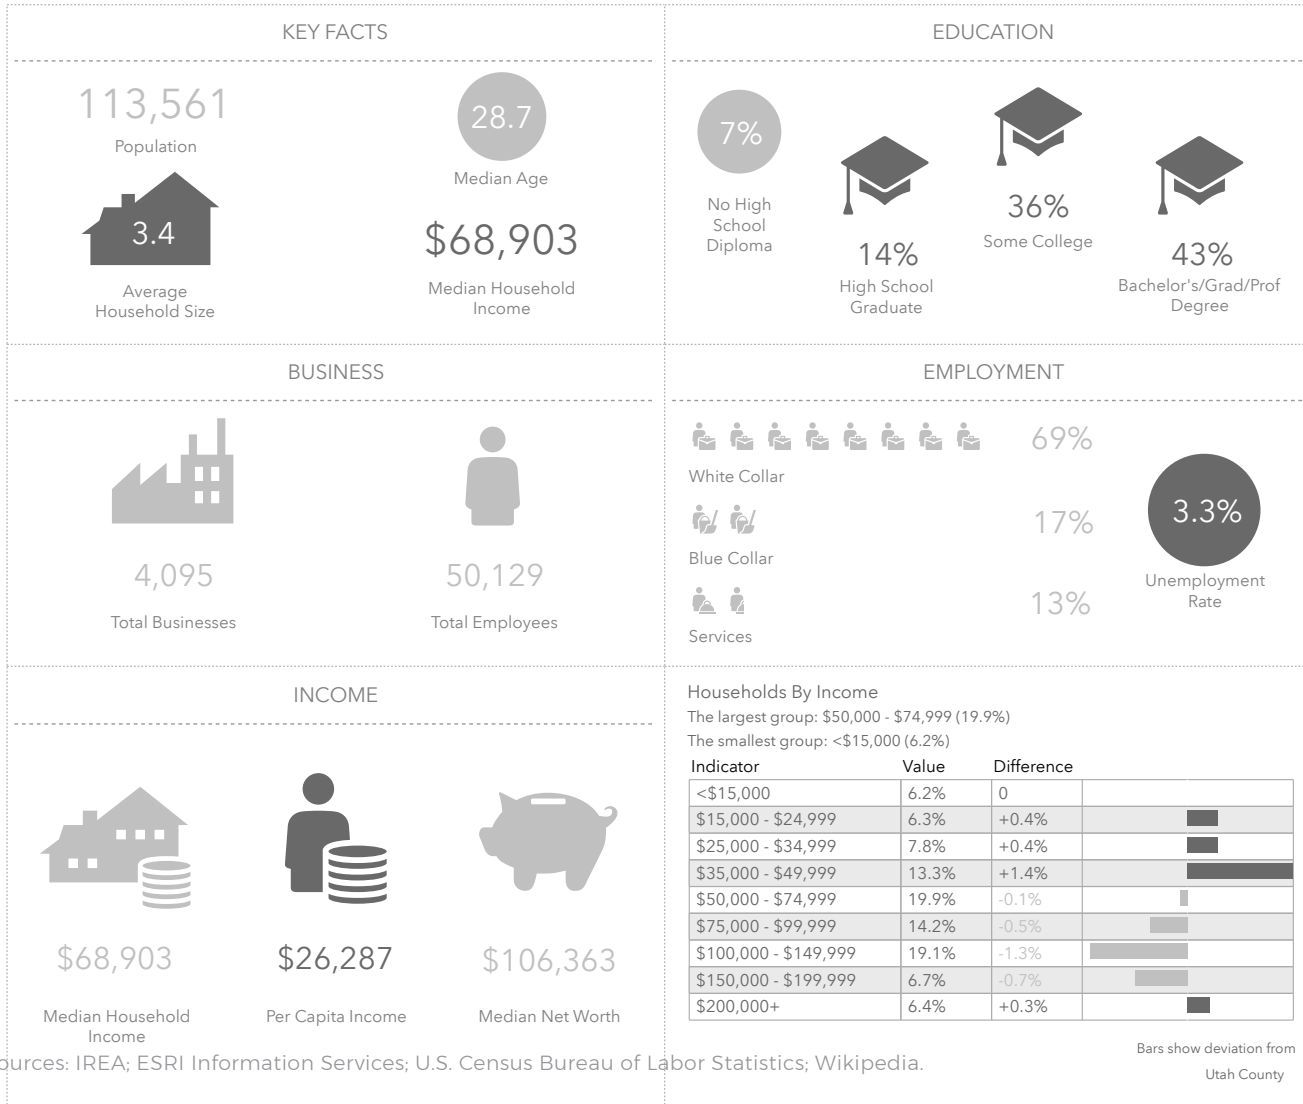 KEY FACTS
113,561
Population
3.4
Average
Household Size
28.7
Median Age
$68,903
Median Household
Income
EDUCATION
7%
No High
School
Diploma
14%
High School
Graduate
36%
Some College
43%
Bachelor's/Grad/Prof
Degree
BUSINESS
4,095
Total Businesses
50,129
Total Employees
EMPLOYMENT
69%
White Collar
17%
Blue Collar
13%
Services
3.3%
Unemployment
Rate
INCOME
$68,903
Median Household
Income
$26,287
Per Capita Income
$106,363
Median Net Worth
Households By Income
The largest group: $50,000 - $74,999 (19.9%)
The smallest group: <$15,000 (6.2%)
Indicator Value Difference
<$15,000 6.2% 0
$15,000 - $24,999 6.3% +0.4%
$25,000 - $34,999 7.8% +0.4%
$35,000 - $49,999 13.3% +1.4%
$50,000 - $74,999 19.9% -0.1%
$75,000 - $99,999 14.2% -0.5%
$100,000 - $149,999 19.1% -1.3%
$150,000 - $199,999 6.7% -0.7%
$200,000+ 6.4% +0.3%
Bars show deviation from
Utah County
ources: IREA; ESRI Information Services; U.S. Census Bureau of Labor Statistics; Wikipedia.